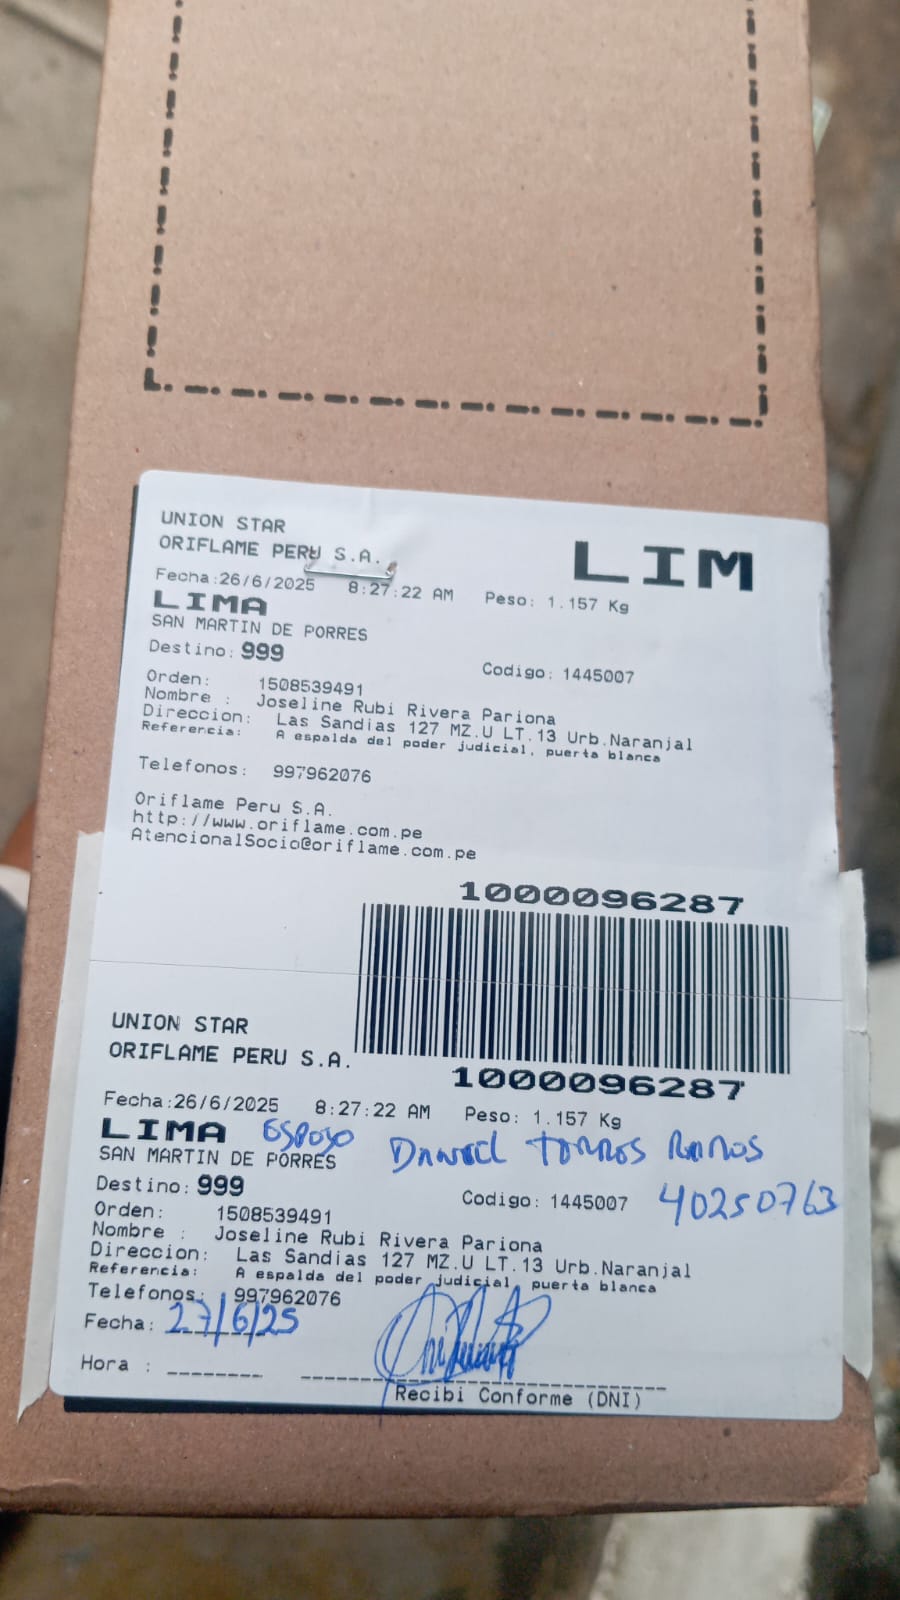 UNION STAR
ORIFLAME PERU S.A.
LIM
Fecha:26/6/2025 8:27:22 AM Peso: 1.157 Kg
LIMA
SAN MARTIN DE PORRES
Destino: 999
Codigo: 1445007
Orden: 1508539491
Nombre : Joseline Rubi Rivera Pariona
Direccion: Las Sandias 127 MZ.U LT.13 Urb.Naranjal
Referencia: A espalda del poder judicial, puerta blanca
Telefonos: 997962076
Oriflame Peru S.A.
http://www.oriflame.com.pe
AtencionalSocio@oriflame.com.pe
1000096287
1000096287
UNION STAR
ORIFLAME PERU S.A.
Fecha:26/6/2025 8:27:22 AM Peso: 1.157 Kg
LIMA esposo Daniel Torres Ramos
SAN MARTIN DE PORRES
Destino: 999
Codigo: 1445007 40250763
Orden: 1508539491
Nombre : Joseline Rubi Rivera Pariona
Direccion: Las Sandias 127 MZ.U LT.13 Urb.Naranjal
Referencia: A espalda del poder judicial, puerta blanca
Telefonos: 997962076
Fecha: 27/6/25
Hora :
Recibi Conforme (DNI)